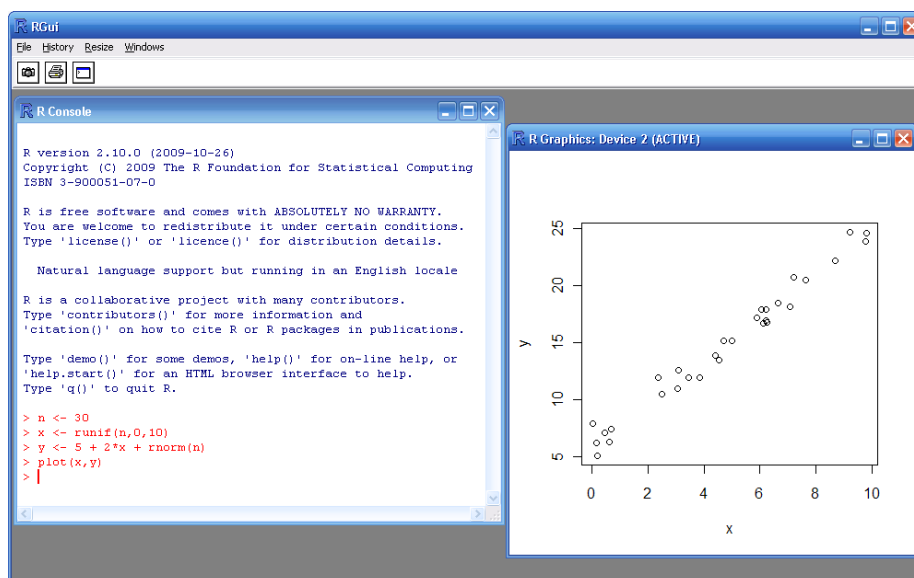 RGui
File History Resize Windows
R Console
R version 2.10.0 (2009-10-26)
Copyright (C) 2009 The R Foundation for Statistical Computing
ISBN 3-900051-07-0
R is free software and comes with ABSOLUTELY NO WARRANTY.
You are welcome to redistribute it under certain conditions.
Type 'license()' or 'licence()' for distribution details.
Natural language support but running in an English locale
R is a collaborative project with many contributors.
Type 'contributors()' for more information and
'citation()' on how to cite R or R packages in publications.
Type 'demo()' for some demos, 'help()' for on-line help, or
'help.start()' for an HTML browser interface to help.
Type 'q()' to quit R.
> n <- 30
> x <- runif(n,0,10)
> y <- 5 + 2*x + rnorm(n)
> plot(x,y)
>
R Graphics: Device 2 (ACTIVE)
25
20
15
10
5
y
0 2 4 6 8 10
x